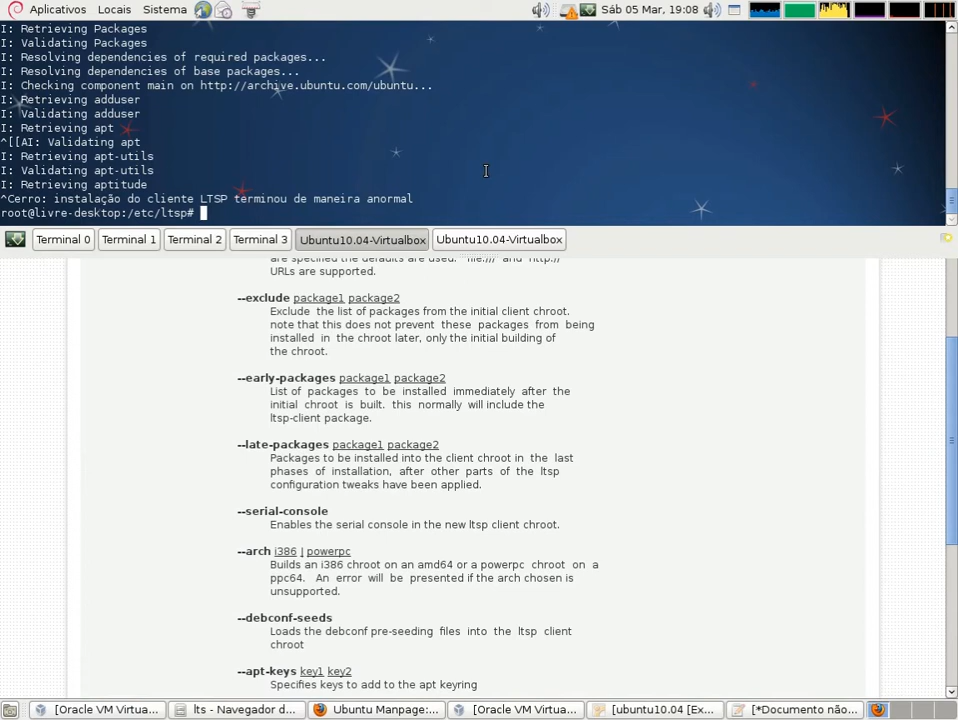 Aplicativos Locais Sistema Sáb 05 Mar, 19:08
I: Retrieving Packages
I: Validating Packages
I: Resolving dependencies of required packages...
I: Resolving dependencies of base packages...
I: Checking component main on http://archive.ubuntu.com/ubuntu...
I: Retrieving adduser
I: Validating adduser
I: Retrieving apt
^[[AI: Validating apt
I: Retrieving apt-utils
I: Validating apt-utils
I: Retrieving aptitude
^Cerro: instalação do cliente LTSP terminou de maneira anormal
root@livre-desktop:/etc/ltsp#
Terminal 0 Terminal 1 Terminal 2 Terminal 3 Ubuntu10.04-Virtualbox Ubuntu10.04-Virtualbox
are specified the defaults are used. "file:///" and "http://"
URLs are supported.
--exclude package1 package2
Exclude the list of packages from the initial client chroot.
note that this does not prevent these packages from being
installed in the chroot later, only the initial building of
the chroot.
--early-packages package1 package2
List of packages to be installed immediately after the
initial chroot is built. this normally will include the
ltsp-client package.
--late-packages package1 package2
Packages to be installed into the client chroot in the last
phases of installation, after other parts of the ltsp
configuration tweaks have been applied.
--serial-console
Enables the serial console in the new ltsp client chroot.
--arch i386 | powerpc
Builds an i386 chroot on an amd64 or a powerpc chroot on a
ppc64. An error will be presented if the arch chosen is
unsupported.
--debconf-seeds
Loads the debconf pre-seeding files into the ltsp client
chroot
--apt-keys key1 key2
Specifies keys to add to the apt keyring
[Oracle VM Virtua... lts - Navegador d... Ubuntu Manpage:... [Oracle VM Virtua... [ubuntu10.04 [Ex... [*Documento não...